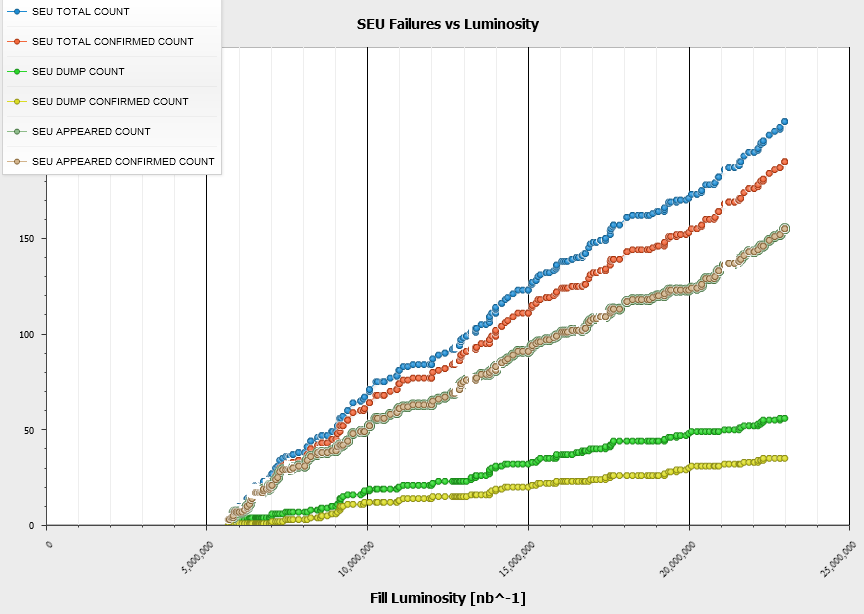 SEU Failures vs Luminosity
SEU TOTAL COUNT
SEU TOTAL CONFIRMED COUNT
SEU DUMP COUNT
SEU DUMP CONFIRMED COUNT
SEU APPEARED COUNT
SEU APPEARED CONFIRMED COUNT
150
100
50
0
0
5,000,000
10,000,000
15,000,000
20,000,000
25,000,000
Fill Luminosity [nb^-1]